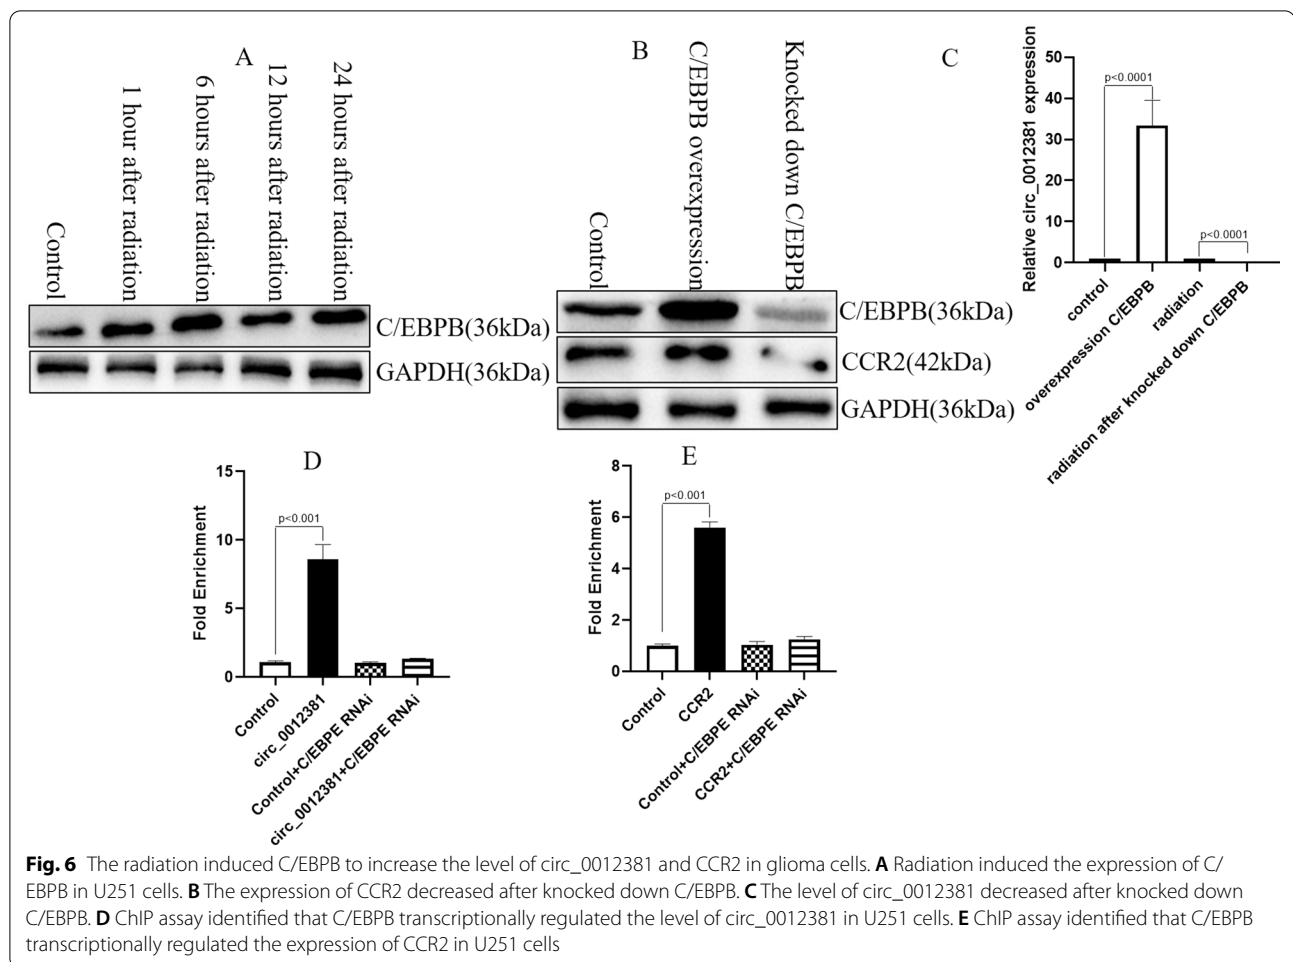 A
Control
1 hour after radiation
6 hours after radiation
12 hours after radiation
24 hours after radiation
C/EBPB(36kDa)
GAPDH(36kDa)
B
Control
C/EBPB overexpression
Knocked down C/EBPB
C/EBPB(36kDa)
CCR2(42kDa)
GAPDH(36kDa)
C
Relative circ_0012381 expression
50
40
30
20
10
0
p<0.0001
p<0.0001
control
overexpression C/EBPB
radiation
radiation after knocked down C/EBPB
D
Fold Enrichment
15
10
5
0
p<0.001
Control
circ_0012381
Control+C/EBPE RNAi
circ_0012381+C/EBPE RNAi
E
Fold Enrichment
8
6
4
2
0
p<0.001
Control
CCR2
Control+C/EBPE RNAi
CCR2+C/EBPE RNAi
Fig. 6 The radiation induced C/EBPB to increase the level of circ_0012381 and CCR2 in glioma cells. A Radiation induced the expression of C/
EBPB in U251 cells. B The expression of CCR2 decreased after knocked down C/EBPB. C The level of circ_0012381 decreased after knocked down
C/EBPB. D ChIP assay identified that C/EBPB transcriptionally regulated the level of circ_0012381 in U251 cells. E ChIP assay identified that C/EBPB
transcriptionally regulated the expression of CCR2 in U251 cells